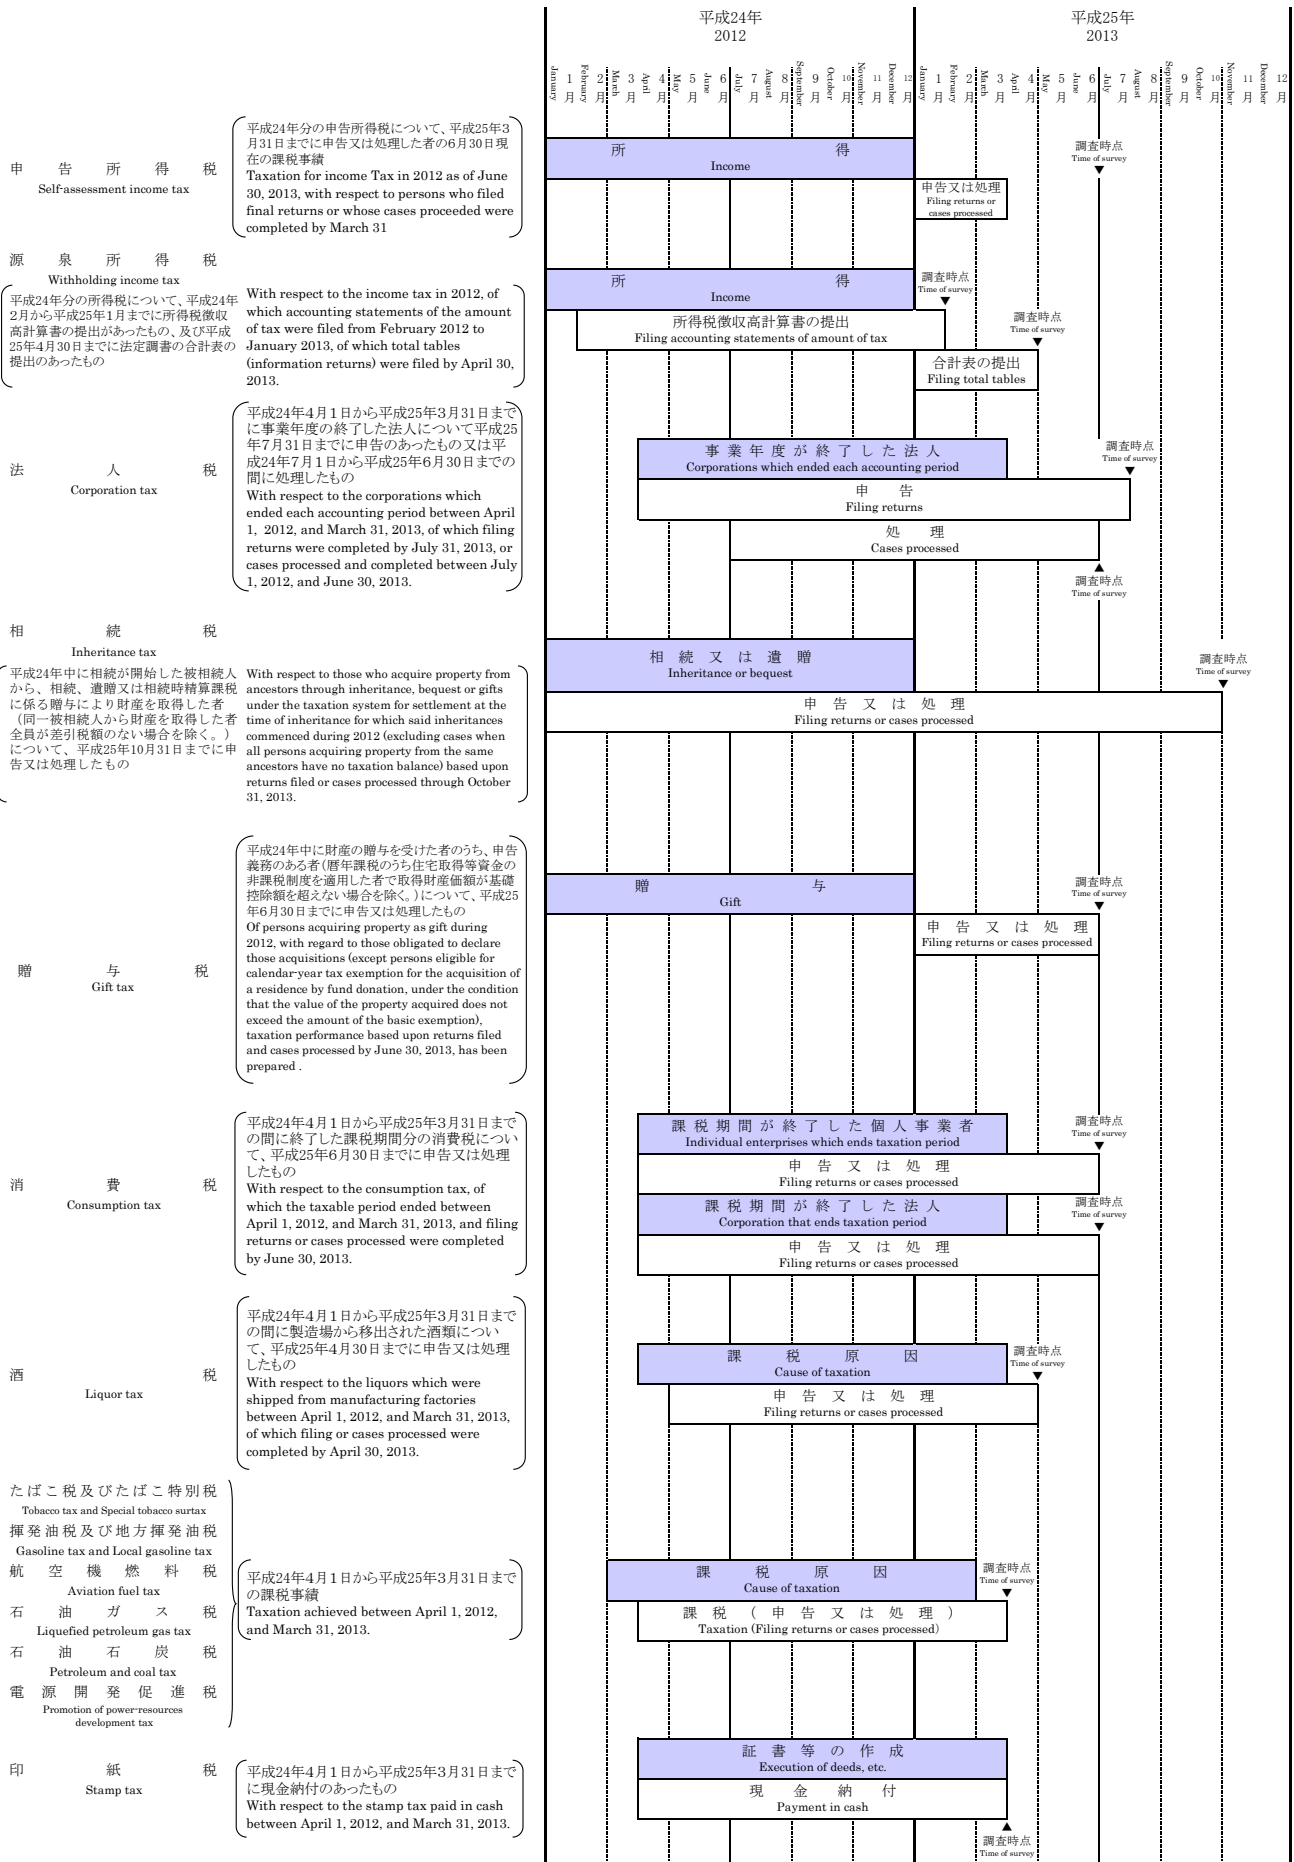 平成24年
2012
平成25年
2013
January 1月 February 2月 March 3月 April 4月 May 5月 June 6月 July 7月 August 8月 September 9月 October 10月 November 11月 December 12月
January 1月 February 2月 March 3月 April 4月 May 5月 June 6月 July 7月 August 8月 September 9月 October 10月 November 11月 December 12月
申告所得税
Self-assessment income tax
平成24年分の申告所得税について、平成25年3
月31日までに申告又は処理した者の6月30日現
在の課税事績
Taxation for income Tax in 2012 as of June
30, 2013, with respect to persons who filed
final returns or whose cases proceeded were
completed by March 31
所得
Income
調査時点
Time of survey
申告又は処理
Filing returns or
cases processed
源泉所得税
Withholding income tax
平成24年分の所得税について、平成24年
2月から平成25年1月までに所得税徴収
高計算書の提出があったもの、及び平成
25年4月30日までに法定調書の合計表の
提出のあったもの
With respect to the income tax in 2012, of
which accounting statements of the amount
of tax were filed from February 2012 to
January 2013, of which total tables
(information returns) were filed by April 30,
2013.
所得
Income
調査時点
Time of survey
所得税徴収高計算書の提出
Filing accounting statements of amount of tax
調査時点
Time of survey
合計表の提出
Filing total tables
法人税
Corporation tax
平成24年4月1日から平成25年3月31日まで
に事業年度の終了した法人について平成25
年7月31日までに申告のあったもの又は平
成24年7月1日から平成25年6月30日までの
間に処理したもの
With respect to the corporations which
ended each accounting period between April
1, 2012, and March 31, 2013, of which filing
returns were completed by July 31, 2013, or
cases processed and completed between July
1, 2012, and June 30, 2013.
事業年度が終了した法人
Corporations which ended each accounting period
調査時点
Time of survey
申告
Filing returns
処理
Cases processed
調査時点
Time of survey
相続税
Inheritance tax
平成24年中に相続が開始した被相続人
から、相続、遺贈又は相続時精算課税
に係る贈与により財産を取得した者
（同一被相続人から財産を取得した者
全員が差引税額のない場合を除く。）
について、平成25年10月31日までに申
告又は処理したもの
With respect to those who acquire property from
ancestors through inheritance, bequest or gifts
under the taxation system for settlement at the
time of inheritance for which said inheritances
commenced during 2012 (excluding cases when
all persons acquiring property from the same
ancestors have no taxation balance) based upon
returns filed or cases processed through October
31, 2013.
相続又は遺贈
Inheritance or bequest
調査時点
Time of survey
申告又は処理
Filing returns or cases processed
贈与税
Gift tax
平成24年中に財産の贈与を受けた者のうち、申告
義務のある者（暦年課税のうち住宅取得等資金の
非課税制度を適用した者で取得財産価額が基礎
控除額を超えない場合を除く。）について、平成25
年6月30日までに申告又は処理したもの
Of persons acquiring property as gift during
2012, with regard to those obligated to declare
those acquisitions (except persons eligible for
calendar-year tax exemption for the acquisition of
a residence by fund donation, under the condition
that the value of the property acquired does not
exceed the amount of the basic exemption),
taxation performance based upon returns filed
and cases processed by June 30, 2013, has been
prepared .
贈与
Gift
調査時点
Time of survey
申告又は処理
Filing returns or cases processed
消費税
Consumption tax
平成24年4月1日から平成25年3月31日まで
の間に終了した課税期間分の消費税につい
て、平成25年6月30日までに申告又は処理
したもの
With respect to the consumption tax, of
which the taxable period ended between
April 1, 2012, and March 31, 2013, and filing
returns or cases processed were completed
by June 30, 2013.
課税期間が終了した個人事業者
Individual enterprises which ends taxation period
調査時点
Time of survey
申告又は処理
Filing returns or cases processed
課税期間が終了した法人
Corporation that ends taxation period
調査時点
Time of survey
申告又は処理
Filing returns or cases processed
酒税
Liquor tax
平成24年4月1日から平成25年3月31日まで
の間に製造場から移出された酒類につい
て、平成25年4月30日までに申告又は処理
したもの
With respect to the liquors which were
shipped from manufacturing factories
between April 1, 2012, and March 31, 2013,
of which filing or cases processed were
completed by April 30, 2013.
課税原因
Cause of taxation
調査時点
Time of survey
申告又は処理
Filing returns or cases processed
たばこ税及びたばこ特別税
Tobacco tax and Special tobacco surtax
揮発油税及び地方揮発油税
Gasoline tax and Local gasoline tax
航空機燃料税
Aviation fuel tax
石油ガス税
Liquefied petroleum gas tax
石油石炭税
Petroleum and coal tax
電源開発促進税
Promotion of power-resources
development tax
平成24年4月1日から平成25年3月31日まで
の課税事績
Taxation achieved between April 1, 2012,
and March 31, 2013.
課税原因
Cause of taxation
調査時点
Time of survey
課税（申告又は処理）
Taxation (Filing returns or cases processed)
印紙税
Stamp tax
平成24年4月1日から平成25年3月31日まで
に現金納付のあったもの
With respect to the stamp tax paid in cash
between April 1, 2012, and March 31, 2013.
証書等の作成
Execution of deeds, etc.
現金納付
Payment in cash
調査時点
Time of survey